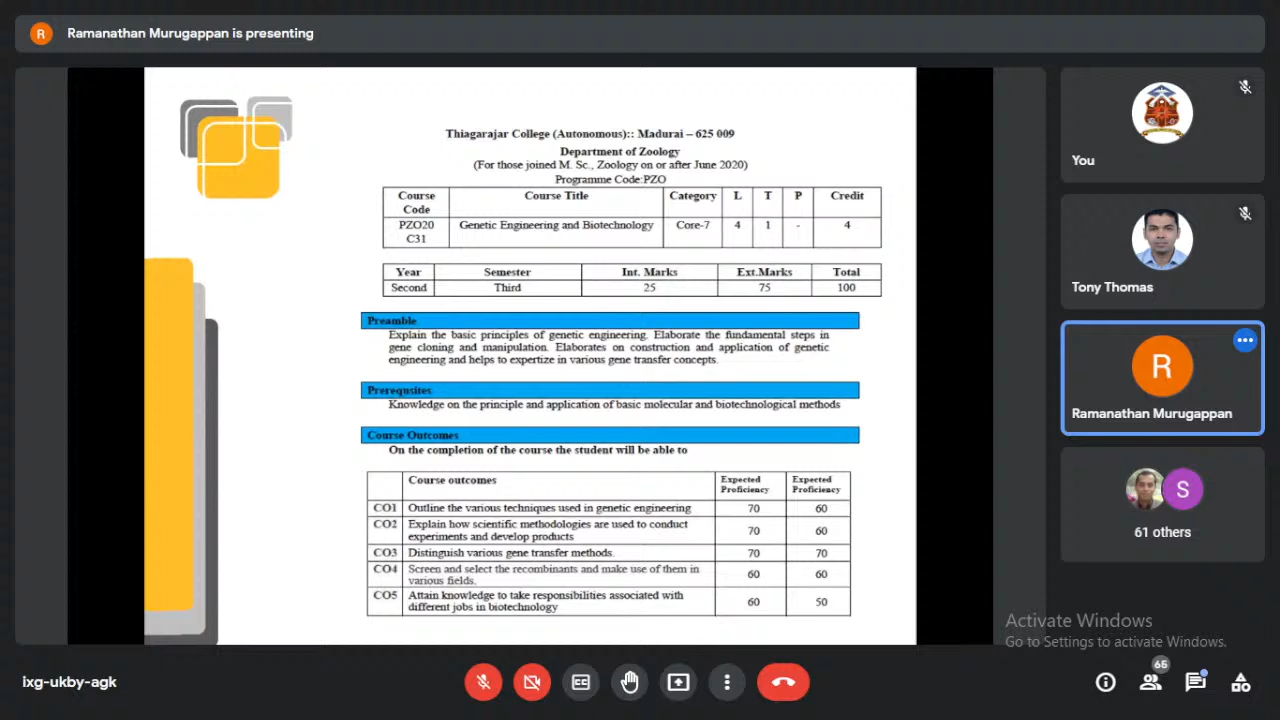 R Ramanathan Murugappan is presenting
Thiagarajar College (Autonomous):: Madurai – 625 009
Department of Zoology
(For those joined M. Sc., Zoology on or after June 2020)
Programme Code:PZO
Course Code Course Title Category L T P Credit
PZO20 C31 Genetic Engineering and Biotechnology Core-7 4 1 - 4
Year Semester Int. Marks Ext.Marks Total
Second Third 25 75 100
Preamble
Explain the basic principles of genetic engineering. Elaborate the fundamental steps in
gene cloning and manipulation. Elaborates on construction and application of genetic
engineering and helps to expertize in various gene transfer concepts.
Prerequsites
Knowledge on the principle and application of basic molecular and biotechnological methods
Course Outcomes
On the completion of the course the student will be able to
Course outcomes Expected Proficiency Expected Proficiency
CO1 Outline the various techniques used in genetic engineering 70 60
CO2 Explain how scientific methodologies are used to conduct
experiments and develop products 70 60
CO3 Distinguish various gene transfer methods. 70 70
CO4 Screen and select the recombinants and make use of them in
various fields. 60 60
CO5 Attain knowledge to take responsibilities associated with
different jobs in biotechnology 60 50
You
Tony Thomas
R
Ramanathan Murugappan
S
61 others
Activate Windows
Go to Settings to activate Windows.
ixg-ukby-agk
65